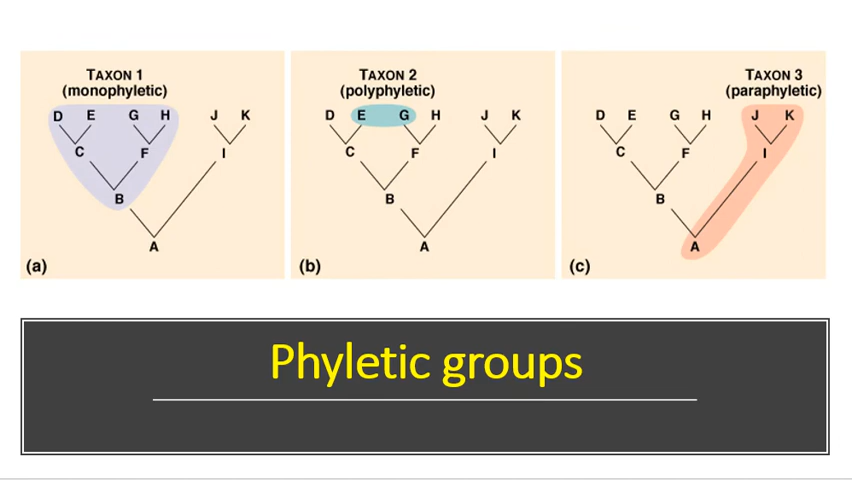 TAXON 1
(monophyletic)
D E G H J K
C F I
B
A
(a)
TAXON 2
(polyphyletic)
D E G H J K
C F I
B
A
(b)
TAXON 3
(paraphyletic)
D E G H J K
C F I
B
A
(c)
Phyletic groups